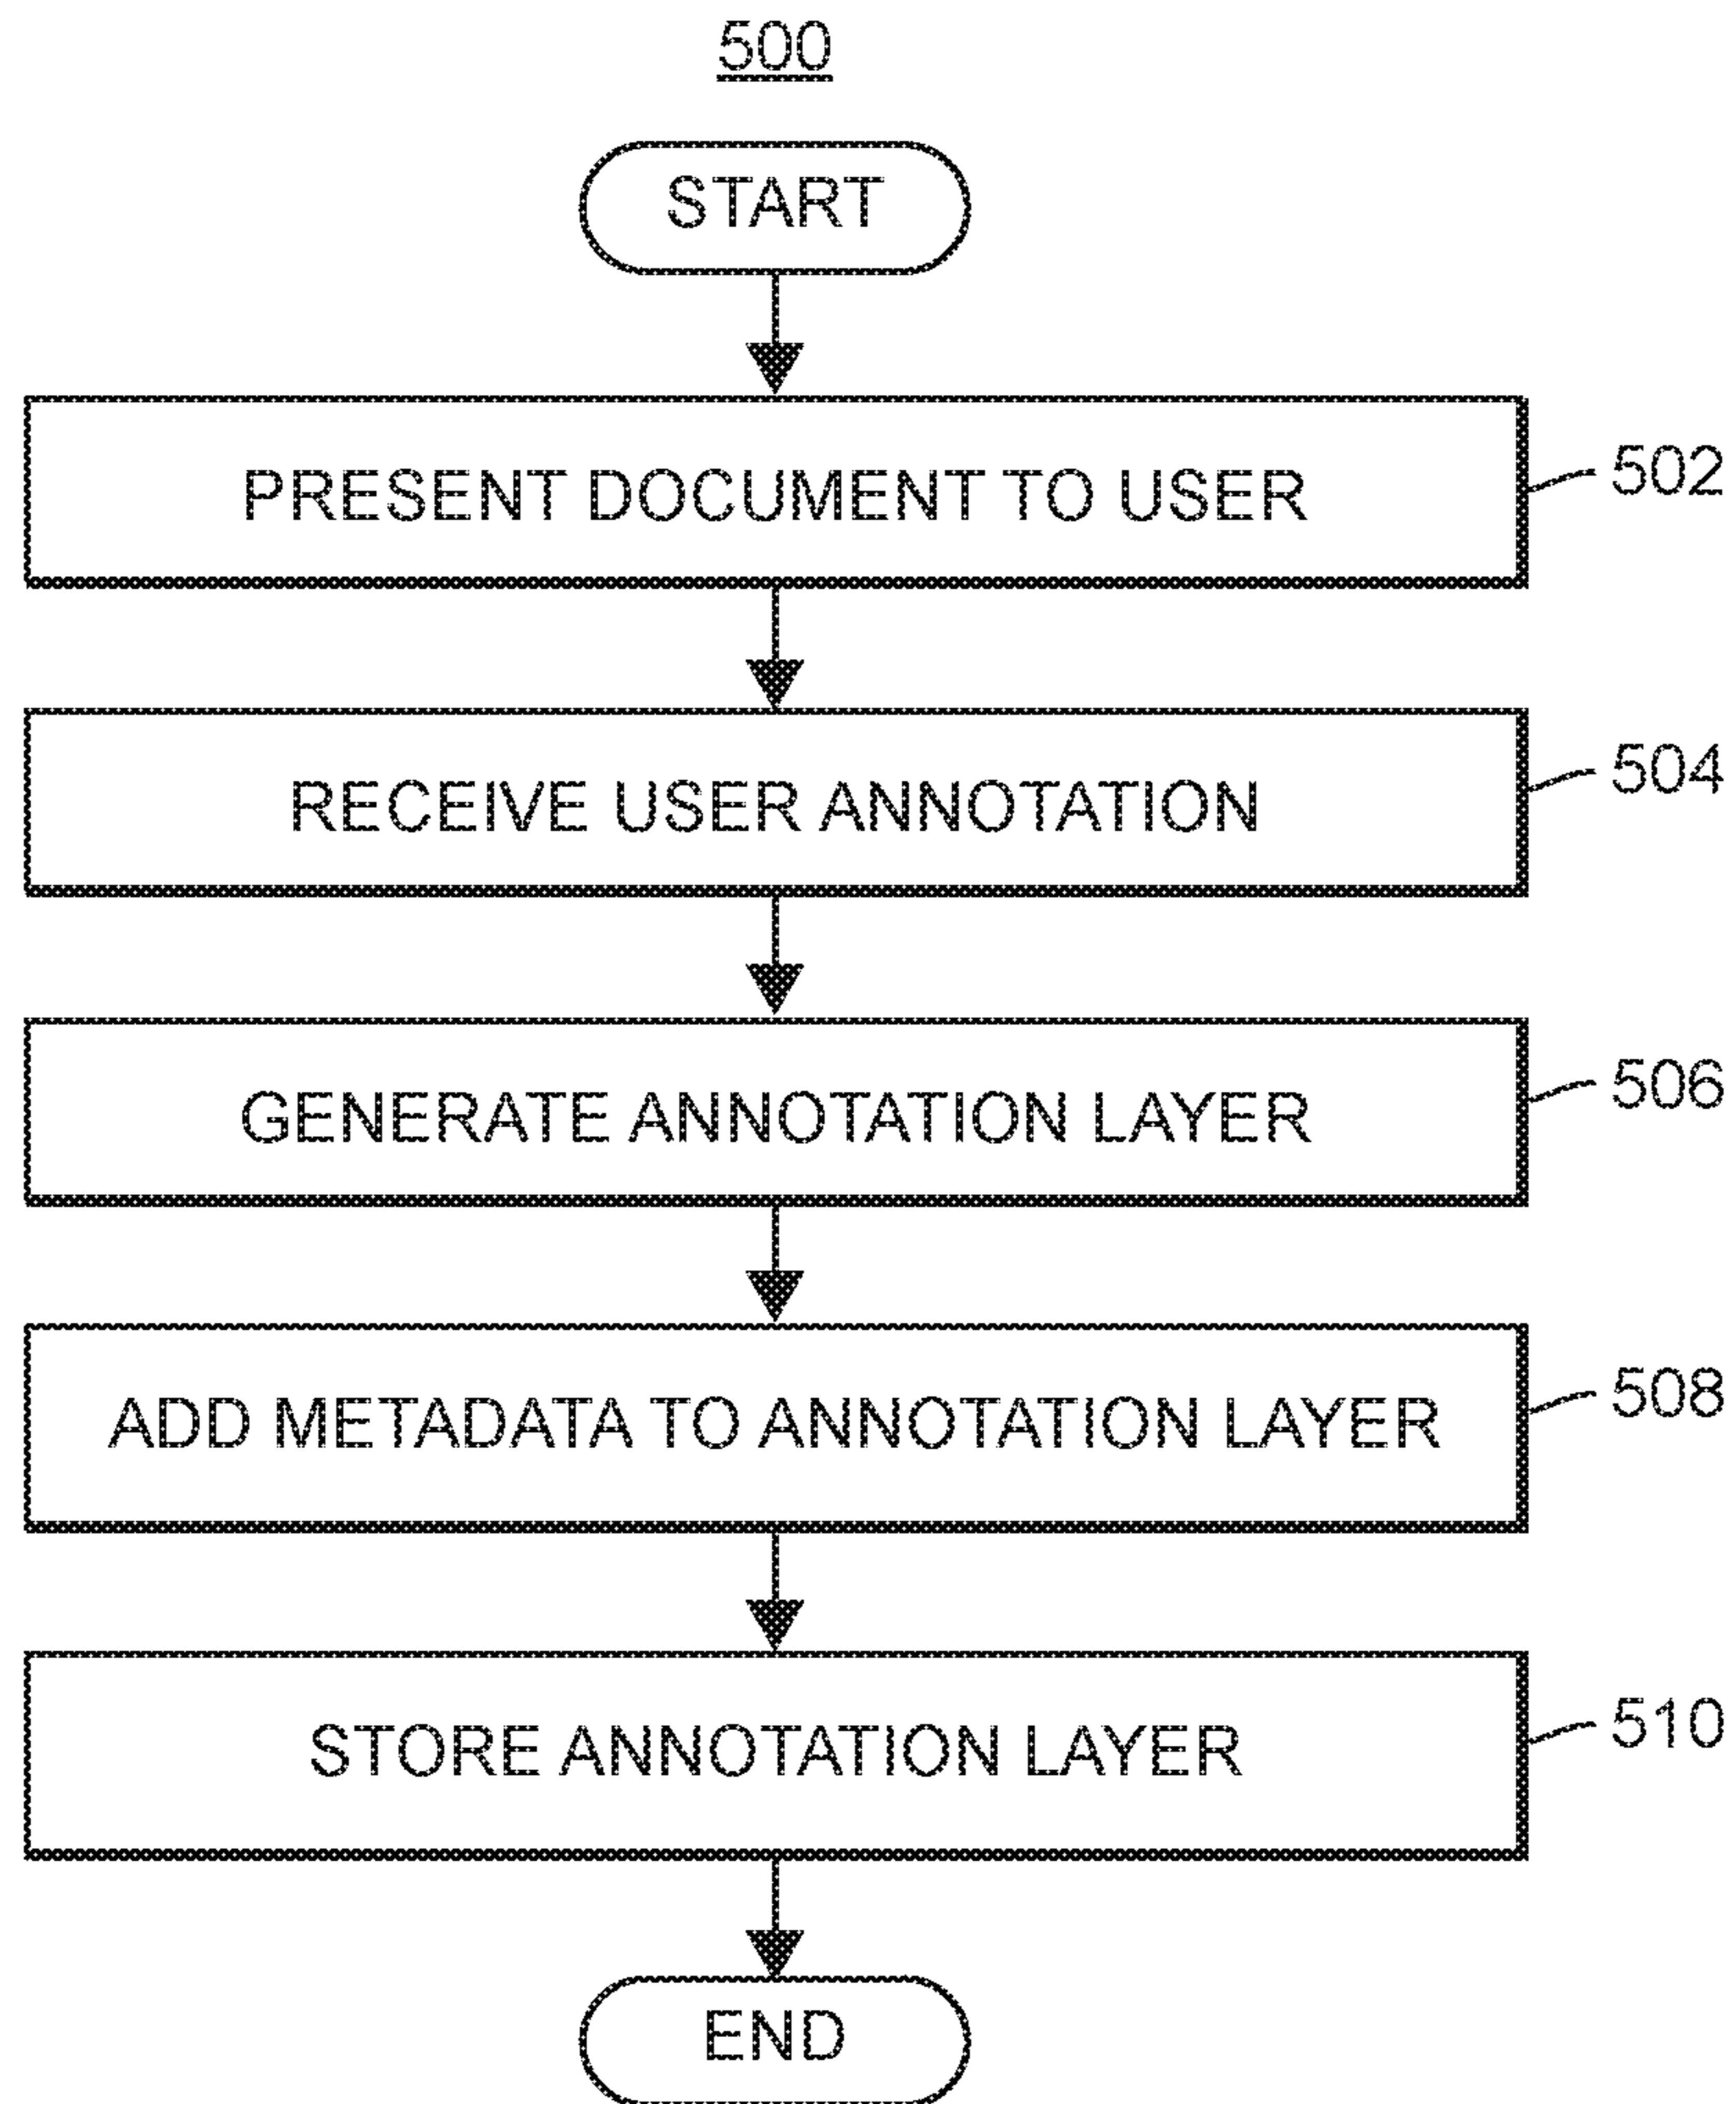 500
START
PRESENT DOCUMENT TO USER
502
RECEIVE USER ANNOTATION
504
GENERATE ANNOTATION LAYER
506
ADD METADATA TO ANNOTATION LAYER
508
STORE ANNOTATION LAYER
510
END